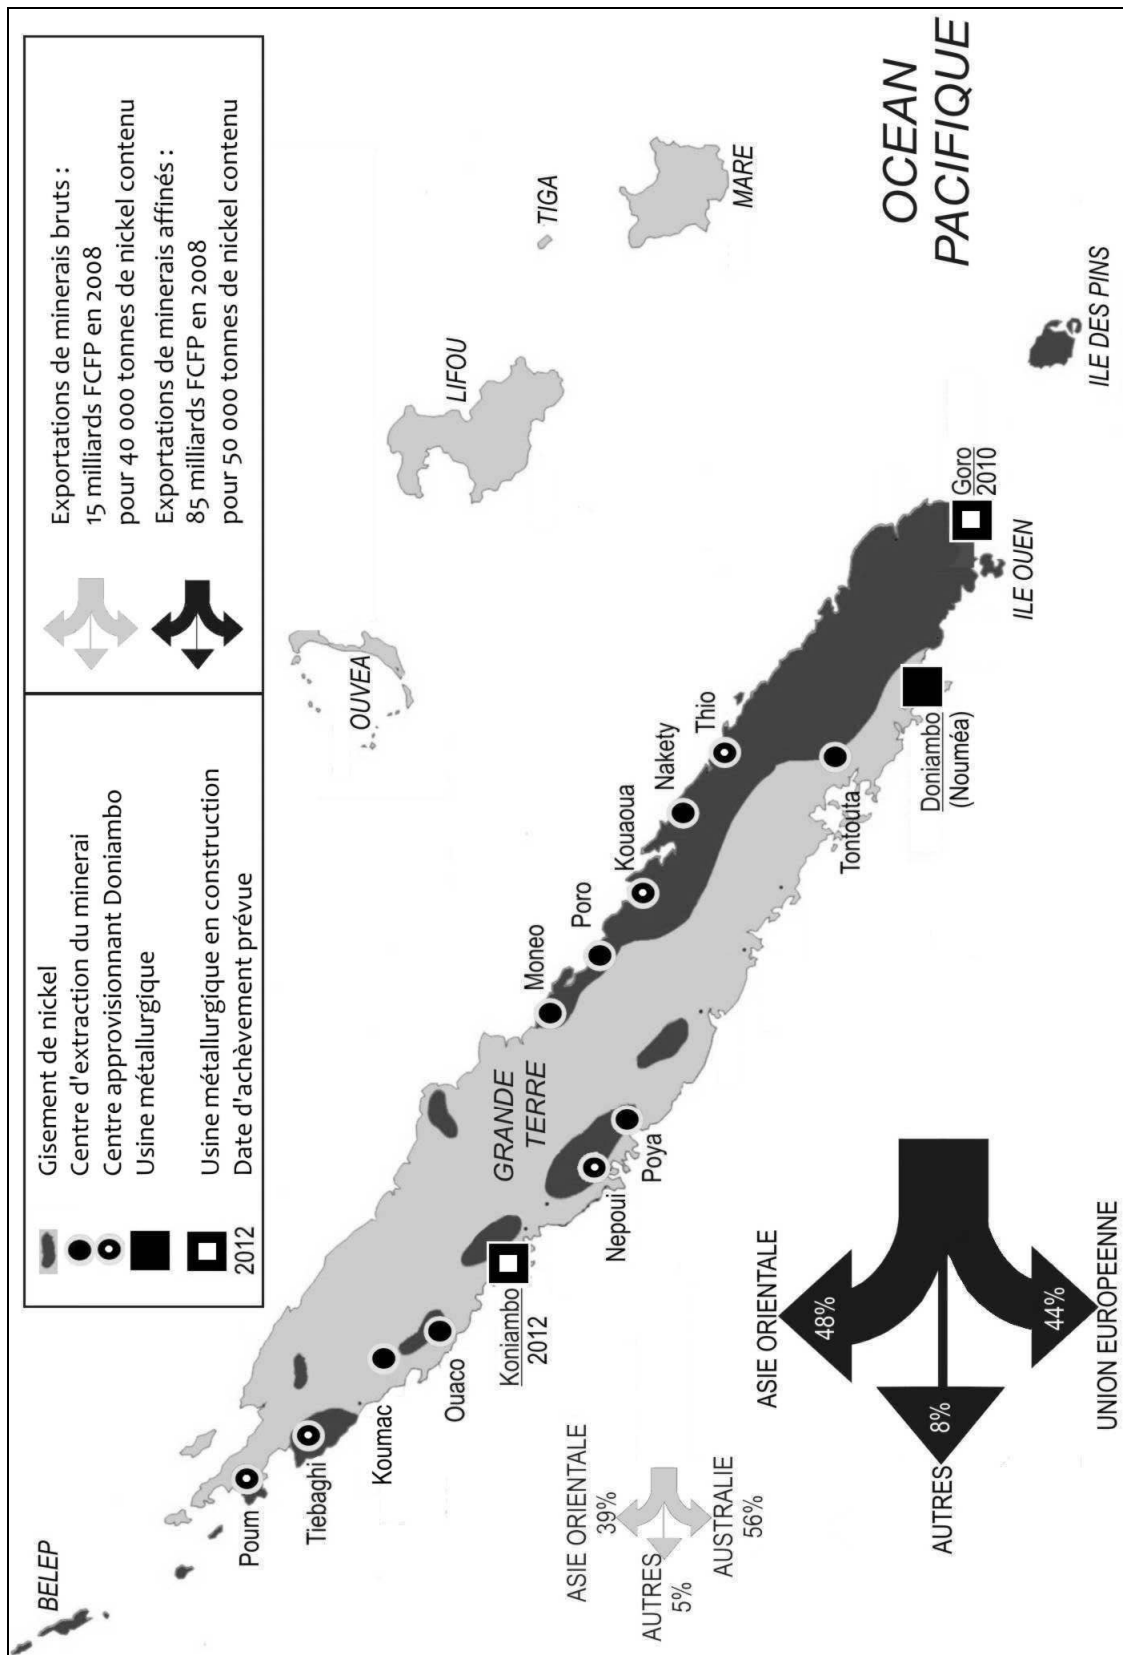 Gisement de nickel
Centre d'extraction du minerai
Centre approvisionnant Doniambo
Usine métallurgique
Usine métallurgique en construction
2012 Date d'achèvement prévue
Exportations de minerais bruts :
15 milliards FCFP en 2008
pour 40 000 tonnes de nickel contenu
Exportations de minerais affinés :
85 milliards FCFP en 2008
pour 50 000 tonnes de nickel contenu
BELEP
OUVEA
LIFOU
TIGA
MARE
Poum
Tiebaghi
Koumac
Ouaco
Koniambo
2012
GRANDE
TERRE
Nepoui
Poya
Moneo
Poro
Kouaoua
Nakety
Thio
Tontouta
Doniambo
(Nouméa)
Goro
2010
ILE OUEN
ILE DES PINS
OCEAN
PACIFIQUE
ASIE ORIENTALE
39%
AUTRES
5%
AUSTRALIE
56%
ASIE ORIENTALE
48%
AUTRES
8%
44%
UNION EUROPEENNE